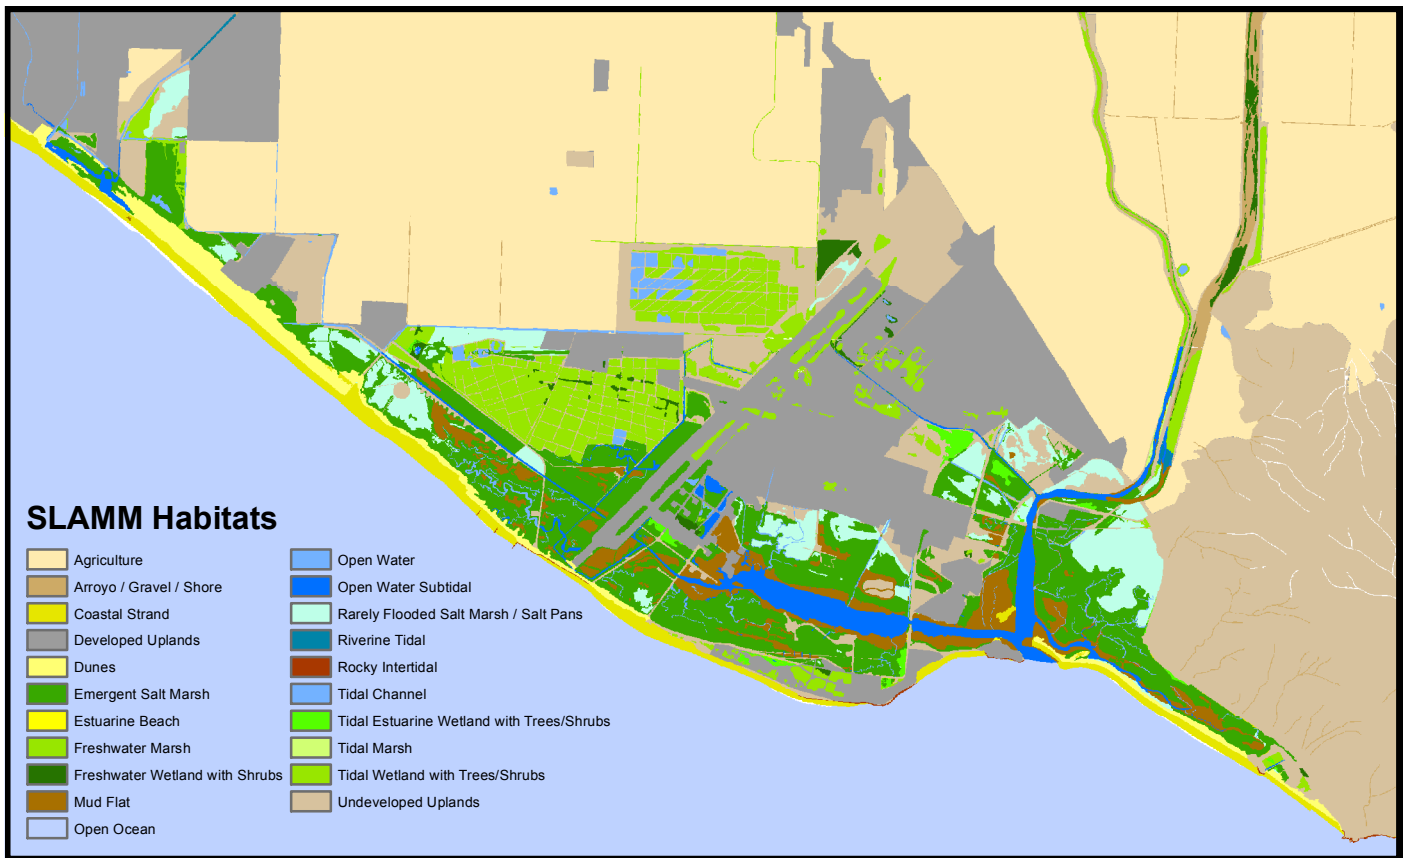 SLAMM Habitats
Agriculture
Arroyo / Gravel / Shore
Coastal Strand
Developed Uplands
Dunes
Emergent Salt Marsh
Estuarine Beach
Freshwater Marsh
Freshwater Wetland with Shrubs
Mud Flat
Open Ocean
Open Water
Open Water Subtidal
Rarely Flooded Salt Marsh / Salt Pans
Riverine Tidal
Rocky Intertidal
Tidal Channel
Tidal Estuarine Wetland with Trees/Shrubs
Tidal Marsh
Tidal Wetland with Trees/Shrubs
Undeveloped Uplands